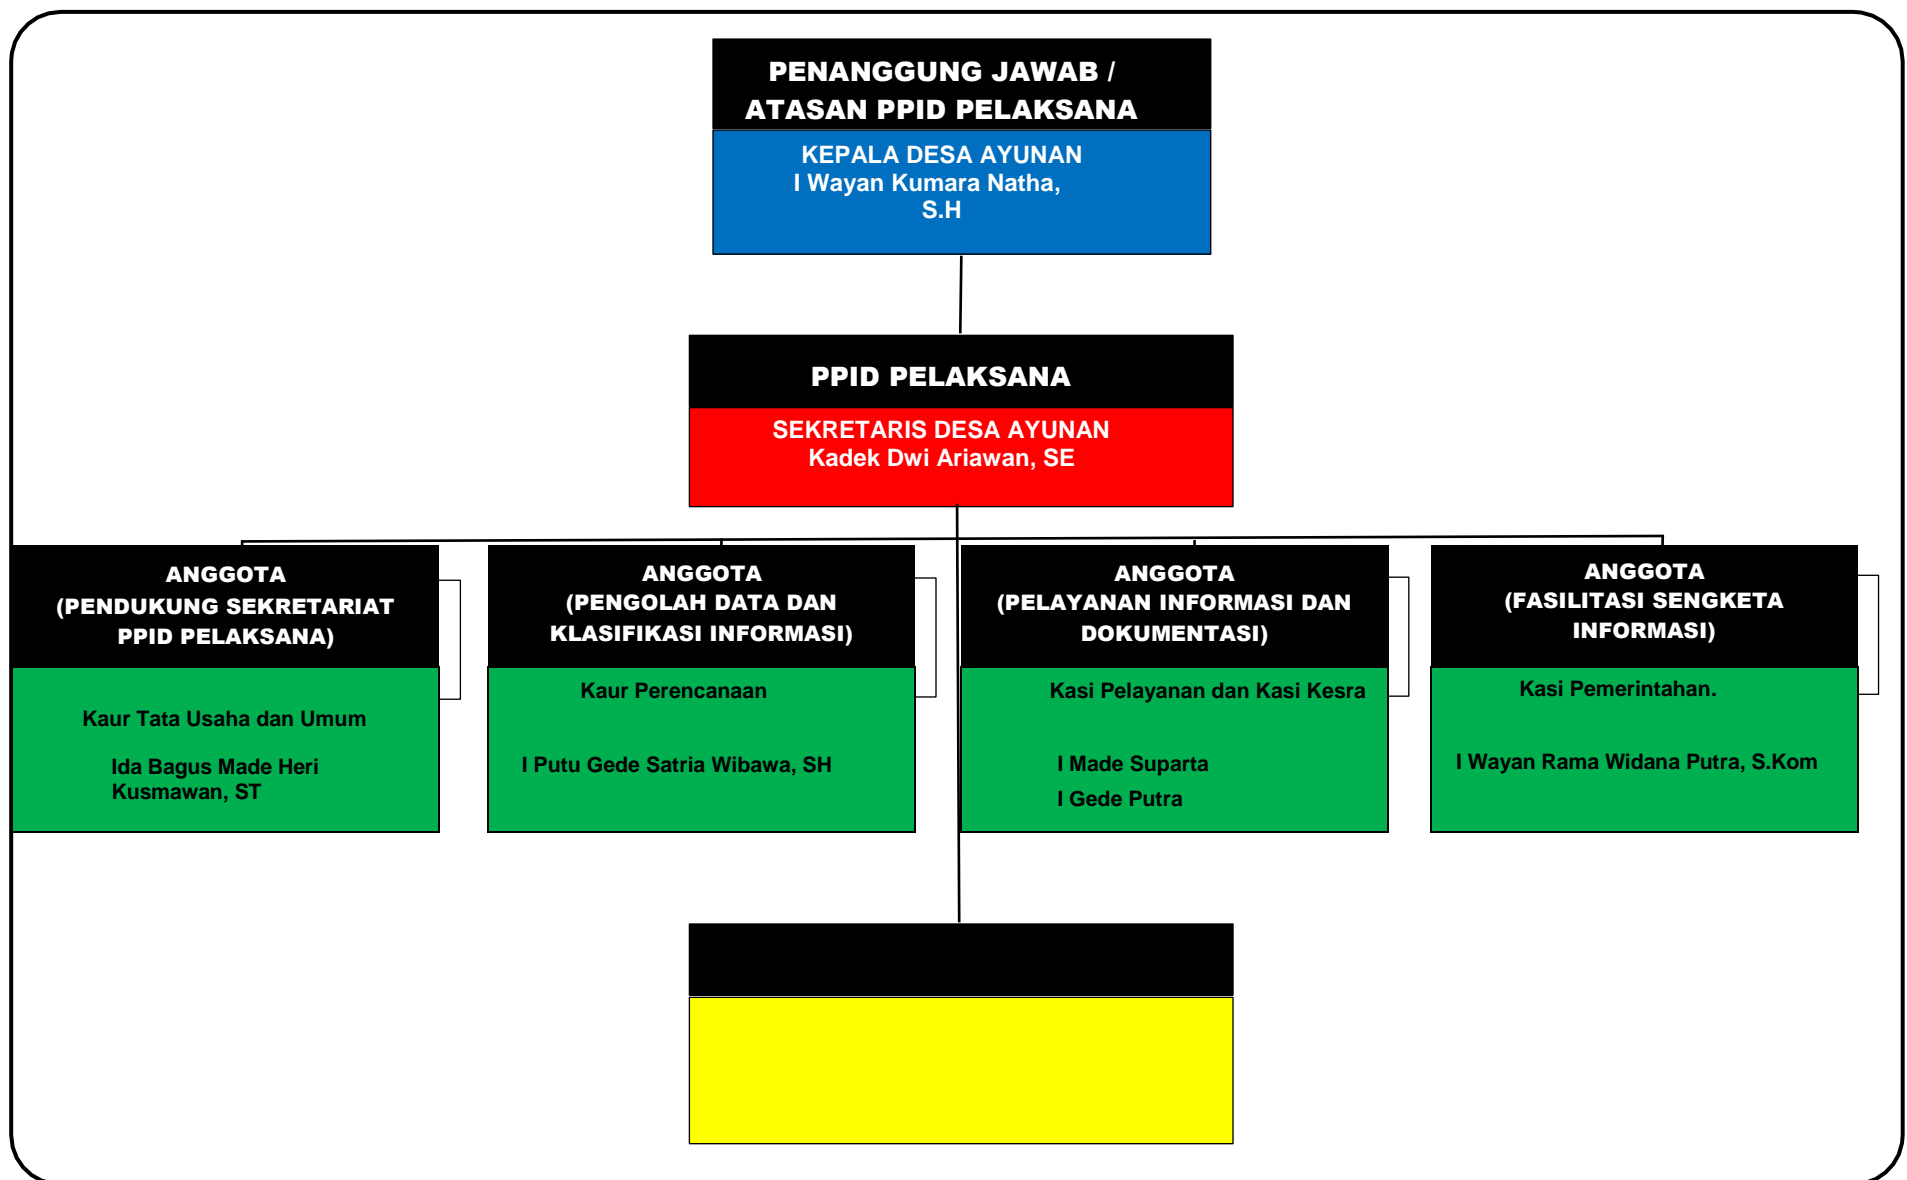 PENANGGUNG JAWAB /
ATASAN PPID PELAKSANA
KEPALA DESA AYUNAN
I Wayan Kumara Natha,
S.H
PPID PELAKSANA
SEKRETARIS DESA AYUNAN
Kadek Dwi Ariawan, SE
ANGGOTA
(PENDUKUNG SEKRETARIAT
PPID PELAKSANA)
Kaur Tata Usaha dan Umum
Ida Bagus Made Heri
Kusmawan, ST
ANGGOTA
(PENGOLAH DATA DAN
KLASIFIKASI INFORMASI)
Kaur Perencanaan
I Putu Gede Satria Wibawa, SH
ANGGOTA
(PELAYANAN INFORMASI DAN
DOKUMENTASI)
Kasi Pelayanan dan Kasi Kesra
I Made Suparta
I Gede Putra
ANGGOTA
(FASILITASI SENGKETA
INFORMASI)
Kasi Pemerintahan.
I Wayan Rama Widana Putra, S.Kom